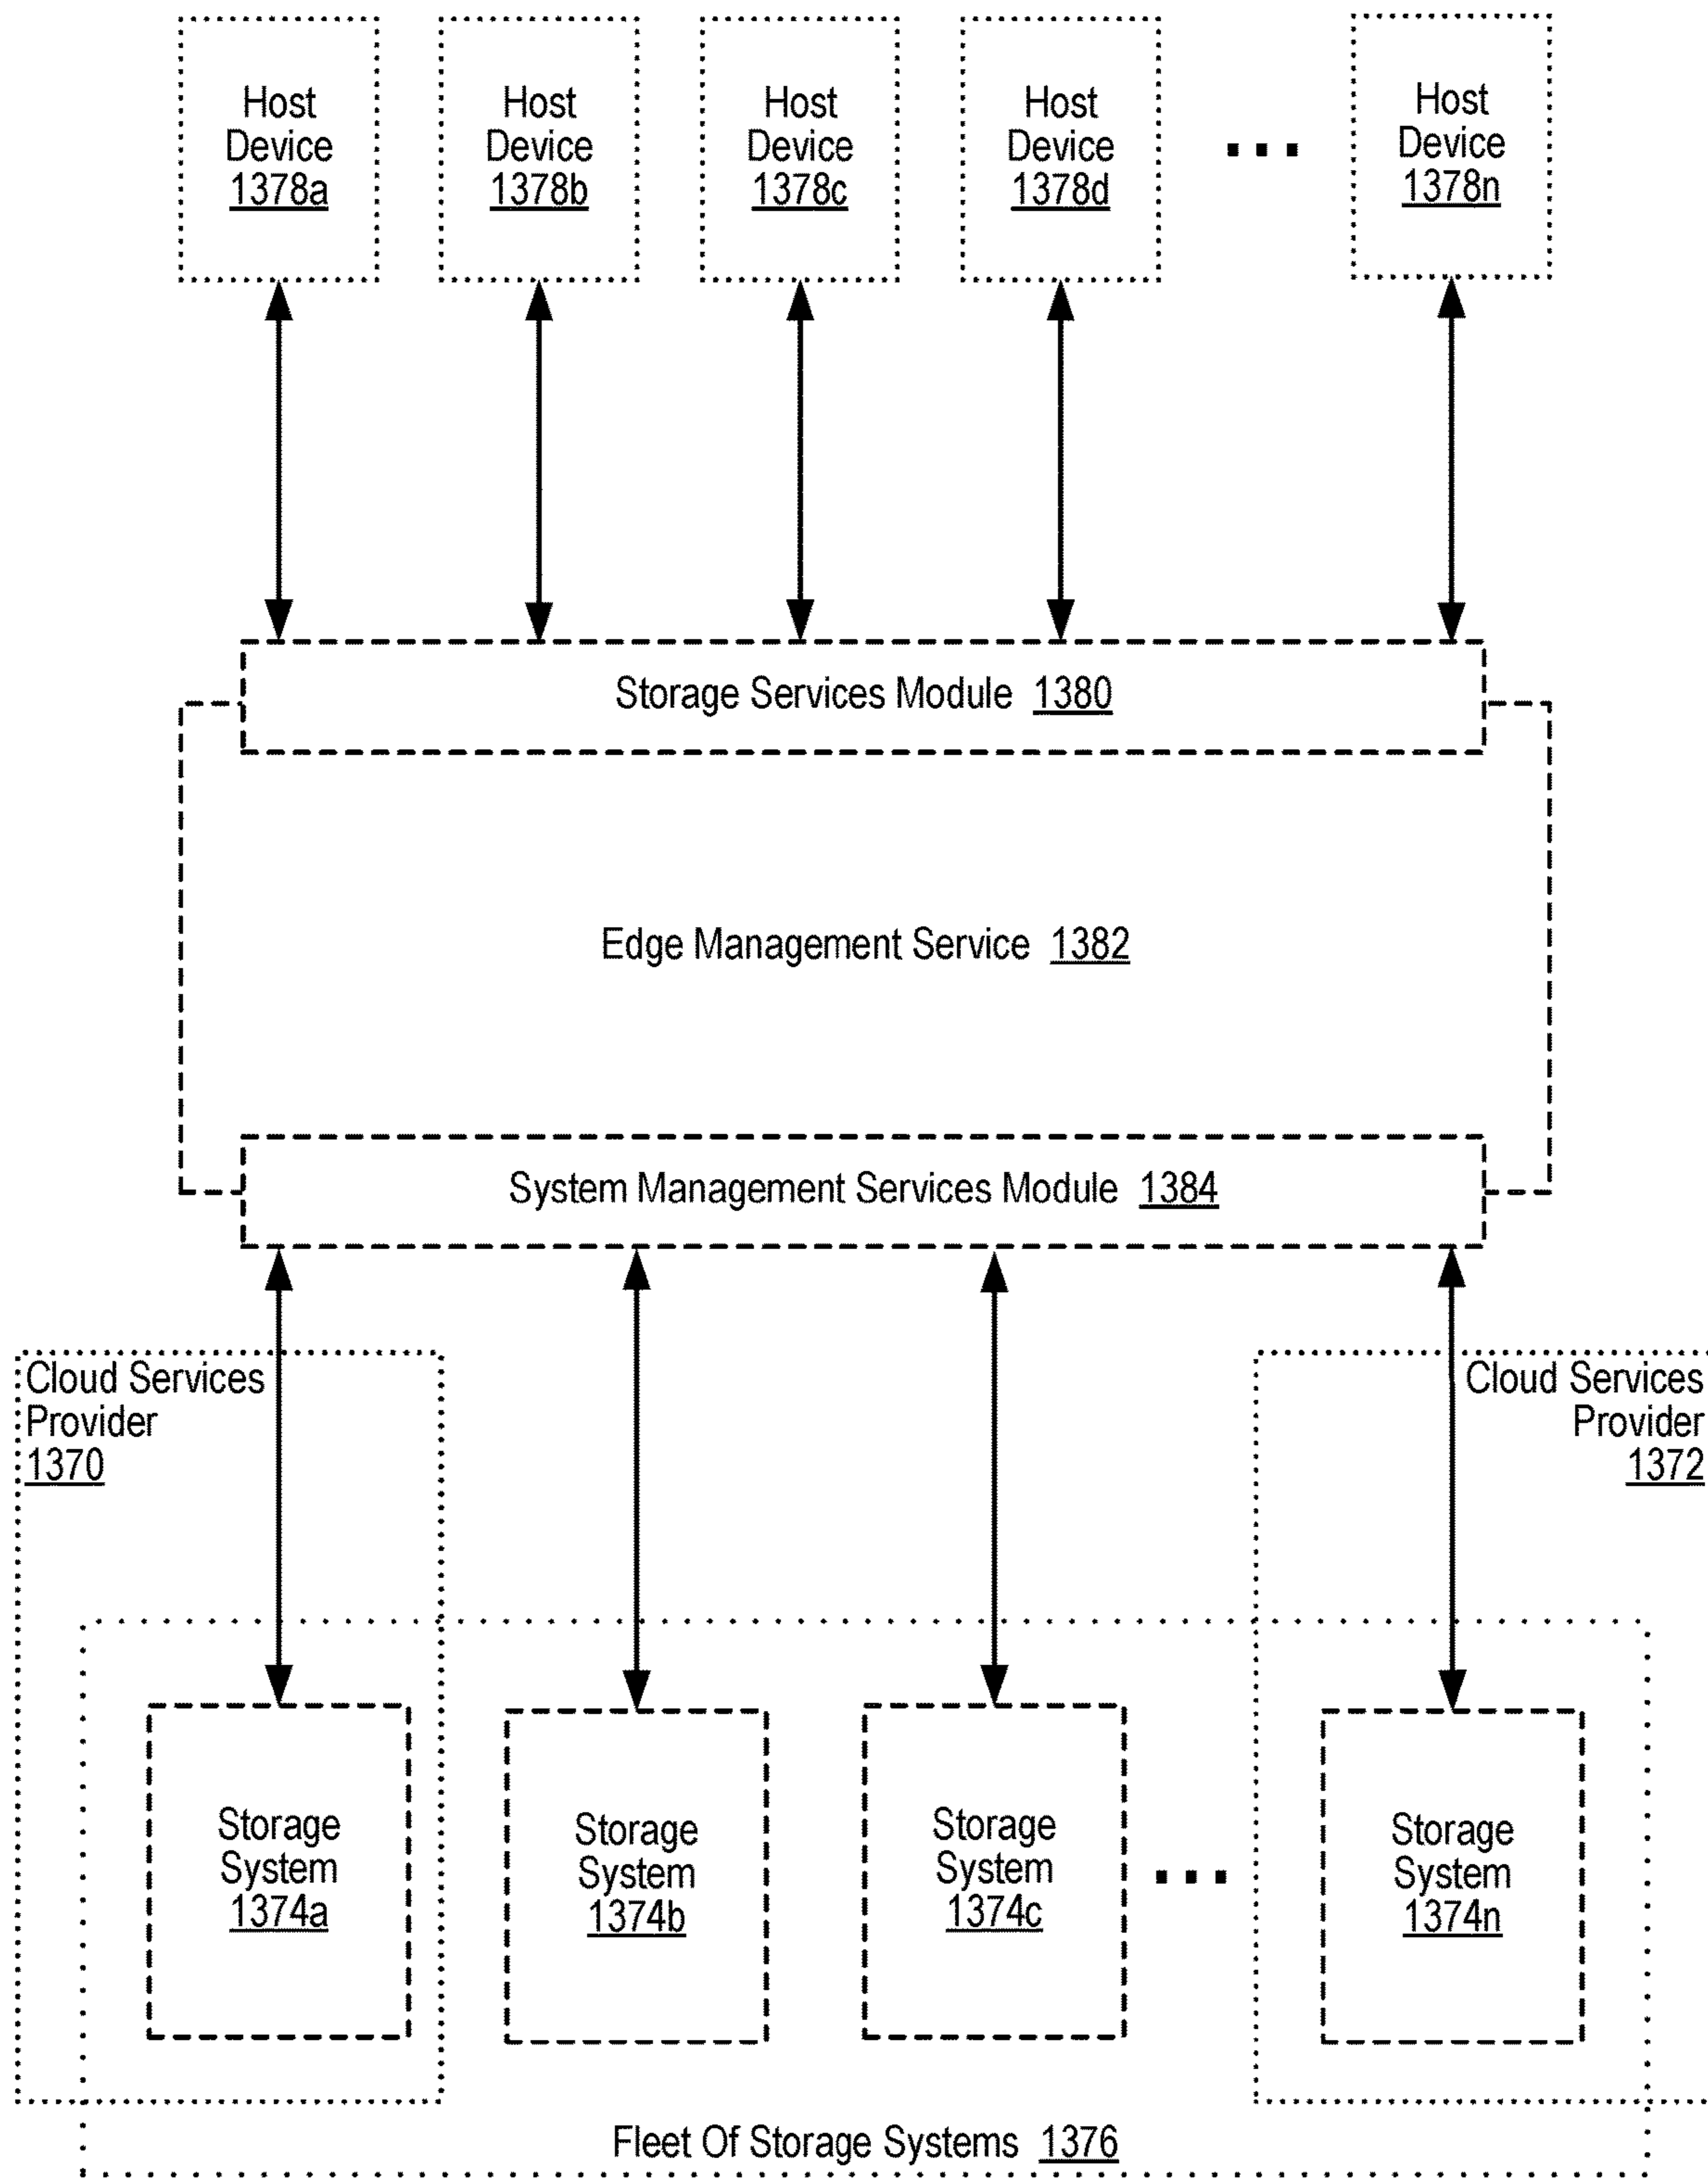 Host
Device
1378a
Host
Device
1378b
Host
Device
1378c
Host
Device
1378d
...
Host
Device
1378n
Storage Services Module 1380
Edge Management Service 1382
System Management Services Module 1384
Cloud Services
Provider
1370
Cloud Services
Provider
1372
Storage
System
1374a
Storage
System
1374b
Storage
System
1374c
...
Storage
System
1374n
Fleet Of Storage Systems 1376